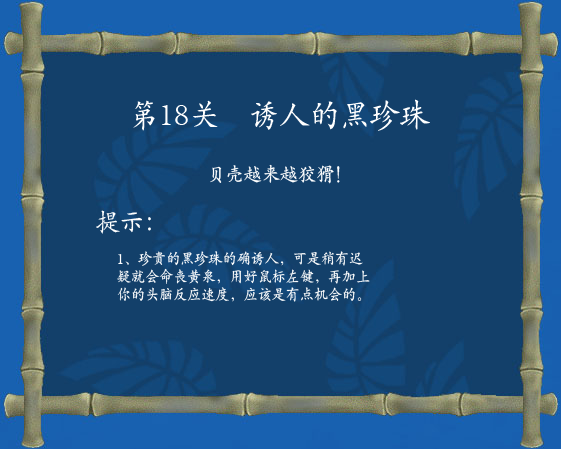 第18关 诱人的黑珍珠
贝壳越来越狡猾！
提示：
1、珍贵的黑珍珠的确诱人，可是稍有迟
疑就会命丧黄泉，用好鼠标左键，再加上
你的头脑反应速度，应该是有点机会的。